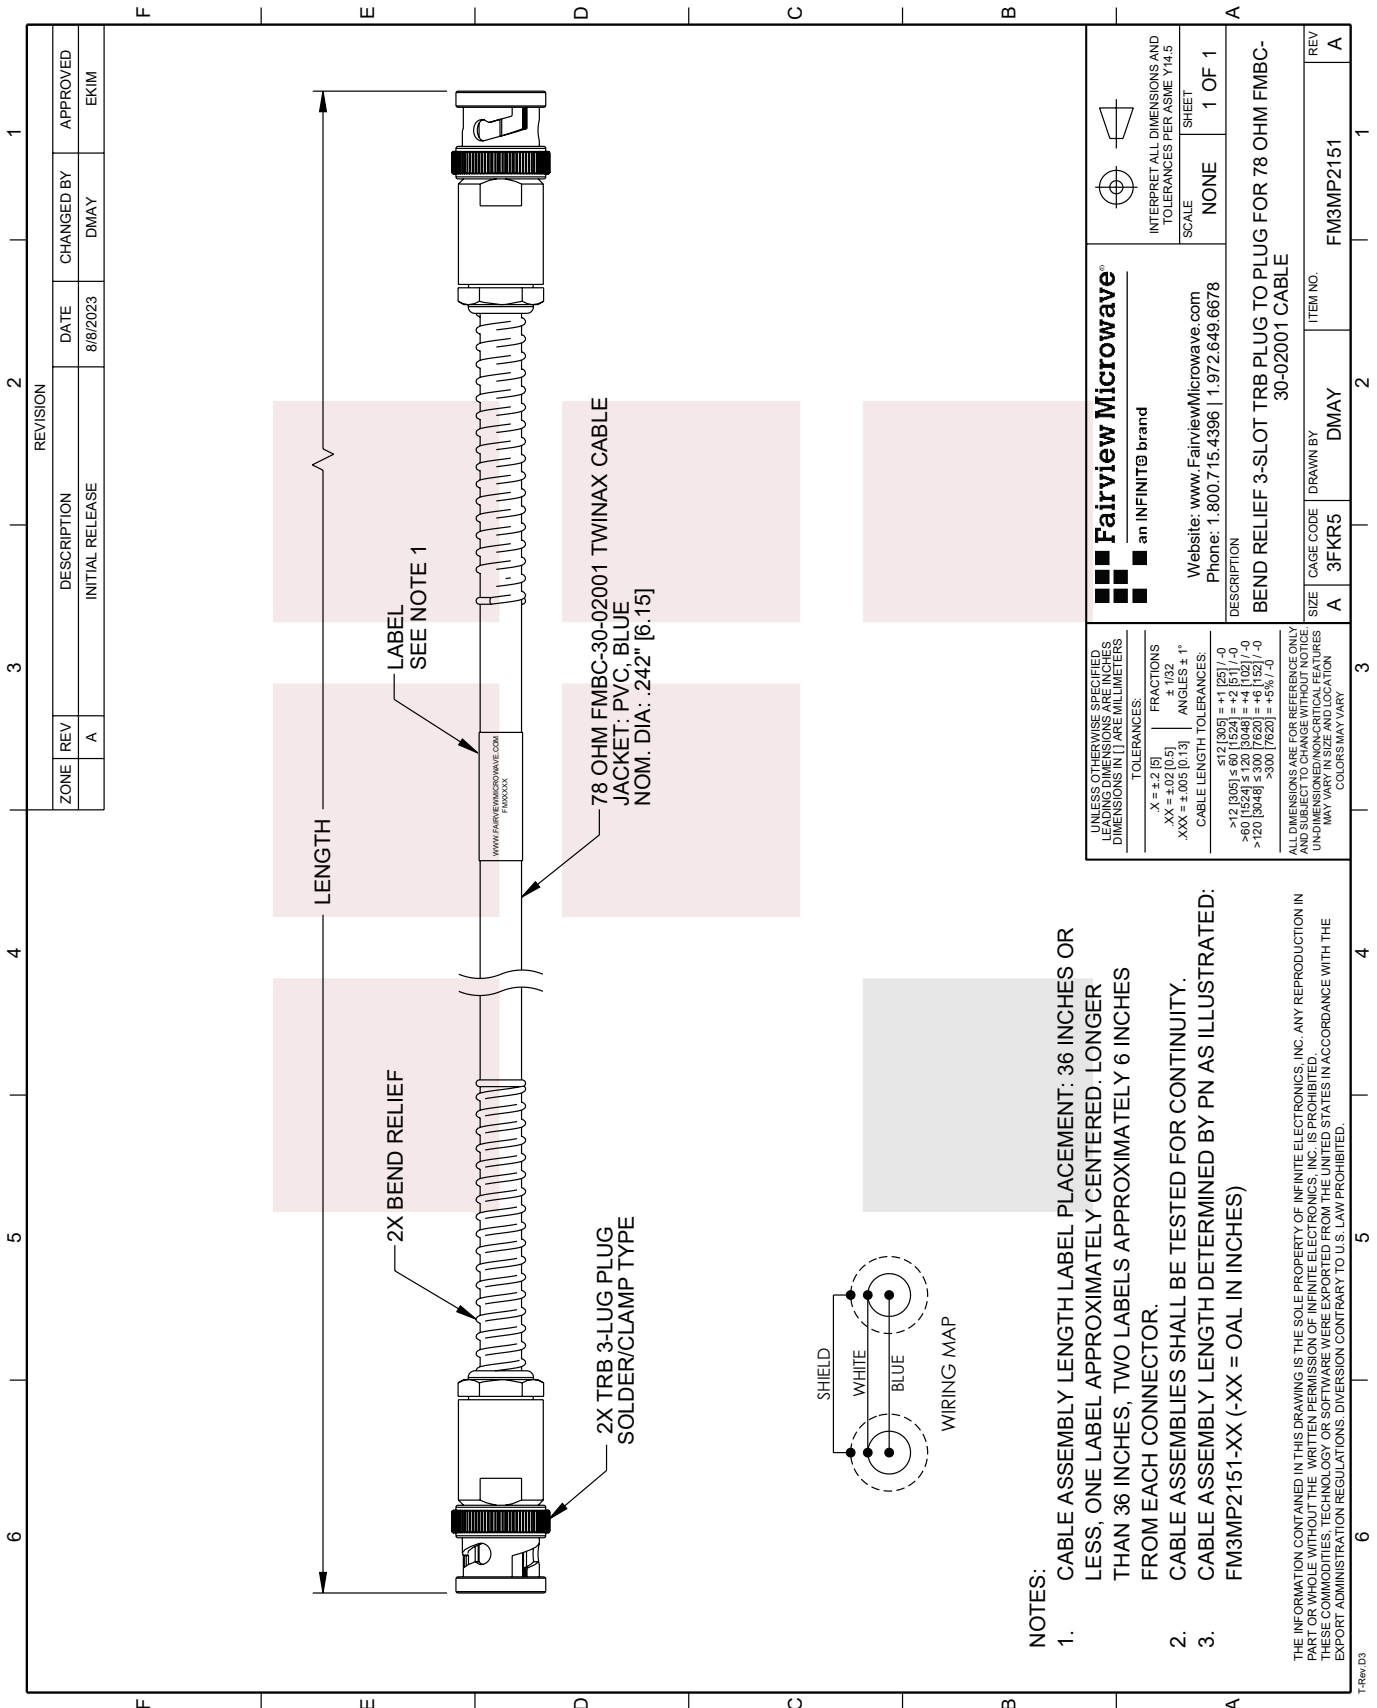 REVISION
ZONE REV DESCRIPTION DATE CHANGED BY APPROVED
A INITIAL RELEASE 8/8/2023 DMAY EKIM
6 5 4 3 2 1
F
E
D
C
B
A
LENGTH
2X BEND RELIEF
LABEL
SEE NOTE 1
WWW.FAIRVIEWMICROWAVE.COM
FMXXXXX
2X TRB 3-LUG PLUG
SOLDER/CLAMP TYPE
78 OHM FMBC-30-02001 TWINAX CABLE
JACKET: PVC, BLUE
NOM. DIA: .242" [6.15]
SHIELD
WHITE
BLUE
WIRING MAP
NOTES:
1. CABLE ASSEMBLY LENGTH LABEL PLACEMENT: 36 INCHES OR
LESS, ONE LABEL APPROXIMATELY CENTERED. LONGER
THAN 36 INCHES, TWO LABELS APPROXIMATELY 6 INCHES
FROM EACH CONNECTOR.
2. CABLE ASSEMBLIES SHALL BE TESTED FOR CONTINUITY.
3. CABLE ASSEMBLY LENGTH DETERMINED BY PN AS ILLUSTRATED:
FM3MP2151-XX (-XX = OAL IN INCHES)
THE INFORMATION CONTAINED IN THIS DRAWING IS THE SOLE PROPERTY OF INFINITE ELECTRONICS, INC. ANY REPRODUCTION IN
PART OR WHOLE WITHOUT THE WRITTEN PERMISSION OF INFINITE ELECTRONICS, INC. IS PROHIBITED.
THESE COMMODITIES, TECHNOLOGY OR SOFTWARE WERE EXPORTED FROM THE UNITED STATES IN ACCORDANCE WITH THE
EXPORT ADMINISTRATION REGULATIONS. DIVERSION CONTRARY TO U.S. LAW PROHIBITED.
UNLESS OTHERWISE SPECIFIED
LEADING DIMENSIONS ARE INCHES
DIMENSIONS IN [ ] ARE MILLIMETERS
TOLERANCES:
.X = ±.2 [5] FRACTIONS
.XX = ±.02 [0.5] ± 1/32
.XXX = ±.005 [0.13] ANGLES ± 1°
CABLE LENGTH TOLERANCES:
≤12 [305] = +1 [25] / -0
>12 [305] ≤ 60 [1524] = +2 [51] / -0
>60 [1524] ≤ 120 [3048] = +4 [102] / -0
>120 [3048] ≤ 300 [7620] = +6 [152] / -0
>300 [7620] = +5% / -0
ALL DIMENSIONS ARE FOR REFERENCE ONLY
AND SUBJECT TO CHANGE WITHOUT NOTICE.
UN-DIMENSIONED/NON-CRITICAL FEATURES
MAY VARY IN SIZE AND LOCATION
COLORS MAY VARY
Fairview Microwave®
an INFINIT@ brand
Website: www.FairviewMicrowave.com
Phone: 1.800.715.4396 | 1.972.649.6678
INTERPRET ALL DIMENSIONS AND
TOLERANCES PER ASME Y14.5
SCALE SHEET
NONE 1 OF 1
DESCRIPTION
BEND RELIEF 3-SLOT TRB PLUG TO PLUG FOR 78 OHM FMBC-
30-02001 CABLE
SIZE CAGE CODE DRAWN BY ITEM NO. REV
A 3FKR5 DMAY FM3MP2151 A
F
E
D
C
B
A
6 5 4 3 2 1
T-Rev.D3